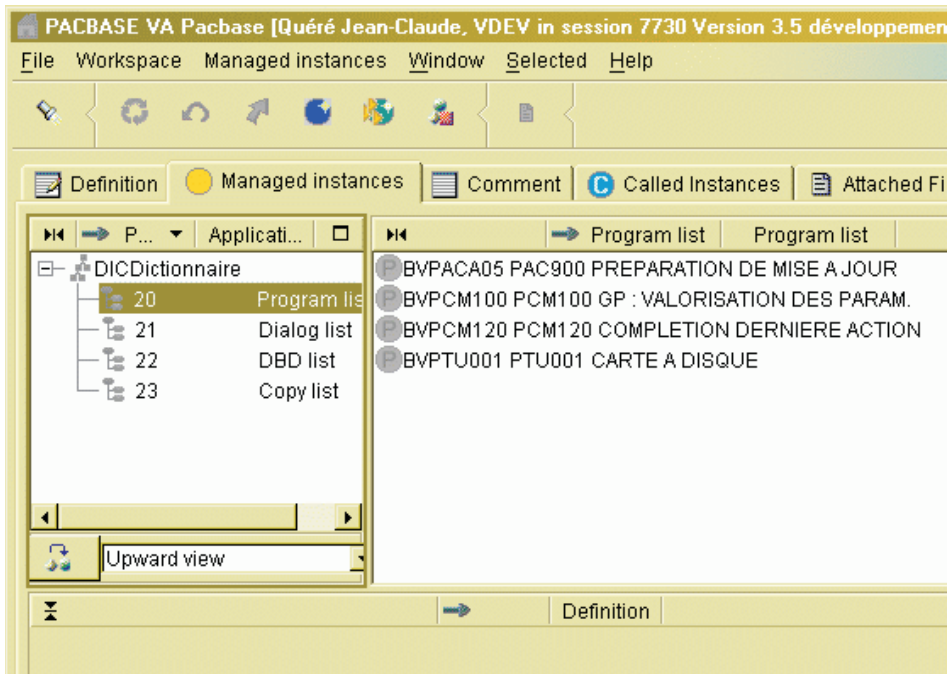 PACBASE VA Pacbase [Quéré Jean-Claude, VDEV in session 7730 Version 3.5 développemen
File Workspace Managed instances Window Selected Help
Definition Managed instances Comment Called Instances Attached Fi
P... Applicati... Program list Program list
DICDictionnaire
20 Program lis
21 Dialog list
22 DBD list
23 Copy list
BVPACA05 PAC900 PREPARATION DE MISE A JOUR
BVPCM100 PCM100 GP : VALORISATION DES PARAM.
BVPCM120 PCM120 COMPLETION DERNIERE ACTION
BVPTU001 PTU001 CARTE A DISQUE
Upward view
Definition